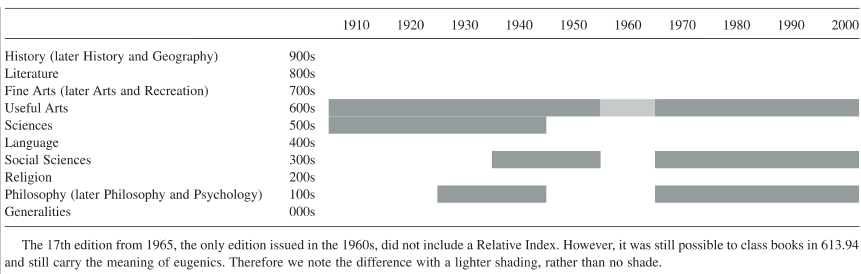 1910 1920 1930 1940 1950 1960 1970 1980 1990 2000
History (later History and Geography) 900s
Literature 800s
Fine Arts (later Arts and Recreation) 700s
Useful Arts 600s
Sciences 500s
Language 400s
Social Sciences 300s
Religion 200s
Philosophy (later Philosophy and Psychology) 100s
Generalities 000s
The 17th edition from 1965, the only edition issued in the 1960s, did not include a Relative Index. However, it was still possible to class books in 613.94
and still carry the meaning of eugenics. Therefore we note the difference with a lighter shading, rather than no shade.